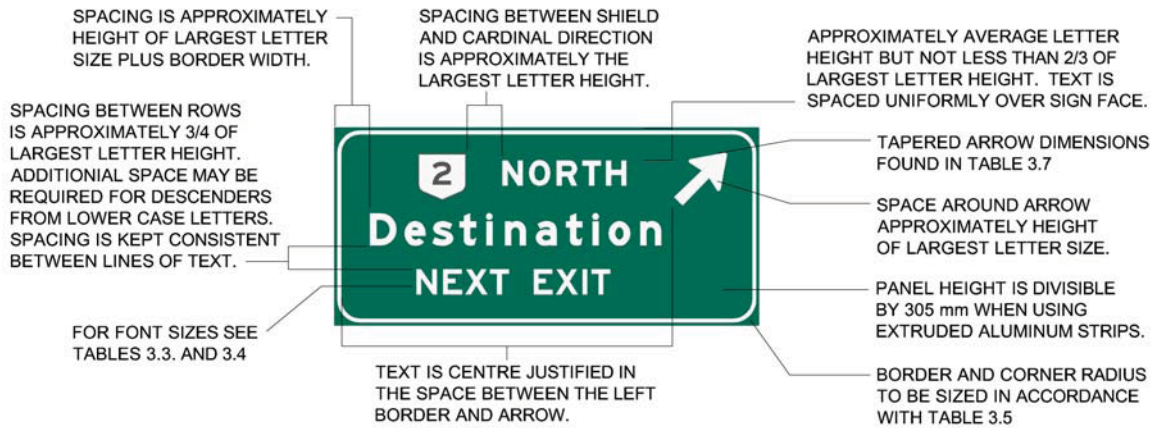 SPACING IS APPROXIMATELY
HEIGHT OF LARGEST LETTER
SIZE PLUS BORDER WIDTH.
SPACING BETWEEN SHIELD
AND CARDINAL DIRECTION
IS APPROXIMATELY THE
LARGEST LETTER HEIGHT.
APPROXIMATELY AVERAGE LETTER
HEIGHT BUT NOT LESS THAN 2/3 OF
LARGEST LETTER HEIGHT. TEXT IS
SPACED UNIFORMLY OVER SIGN FACE.
SPACING BETWEEN ROWS
IS APPROXIMATELY 3/4 OF
LARGEST LETTER HEIGHT.
ADDITIONIAL SPACE MAY BE
REQUIRED FOR DESCENDERS
FROM LOWER CASE LETTERS.
SPACING IS KEPT CONSISTENT
BETWEEN LINES OF TEXT.
2 NORTH
Destination
NEXT EXIT
TAPERED ARROW DIMENSIONS
FOUND IN TABLE 3.7
SPACE AROUND ARROW
APPROXIMATELY HEIGHT
OF LARGEST LETTER SIZE.
PANEL HEIGHT IS DIVISIBLE
BY 305 mm WHEN USING
EXTRUDED ALUMINUM STRIPS.
FOR FONT SIZES SEE
TABLES 3.3. AND 3.4
TEXT IS CENTRE JUSTIFIED IN
THE SPACE BETWEEN THE LEFT
BORDER AND ARROW.
BORDER AND CORNER RADIUS
TO BE SIZED IN ACCORDANCE
WITH TABLE 3.5